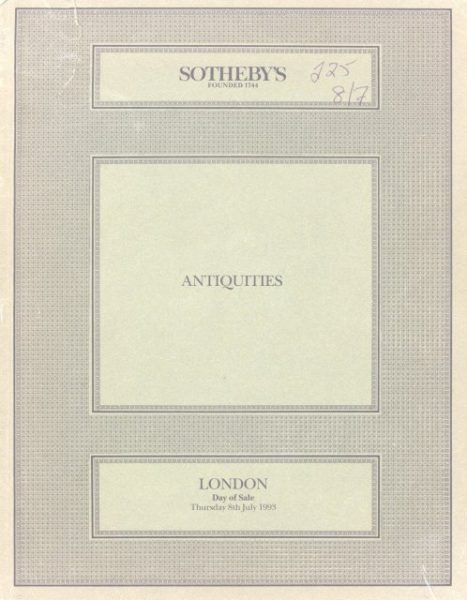 SOTHEBY'S
FOUNDED 1744
225
8/7
ANTIQUITIES
LONDON
Day of Sale
Thursday 8th July 1993